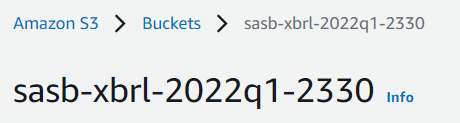 Amazon S3 > Buckets > sasb-xbrl-2022q1-2330
sasb-xbrl-2022q1-2330 Info